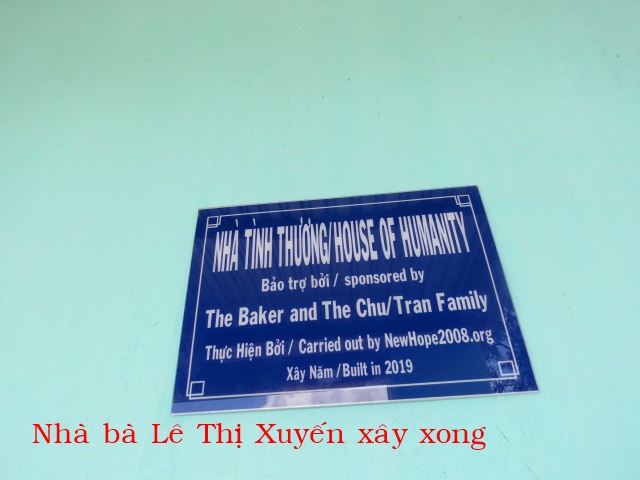 NHÀ TÌNH THƯƠNG/HOUSE OF HUMANITY
Bảo trợ bởi / sponsored by
The Baker and The Chu/Tran Family
Thực Hiện Bởi / Carried out by NewHope2008.org
Xây Năm /Built in 2019
Nhà bà Lê Thị Xuyến xây xong